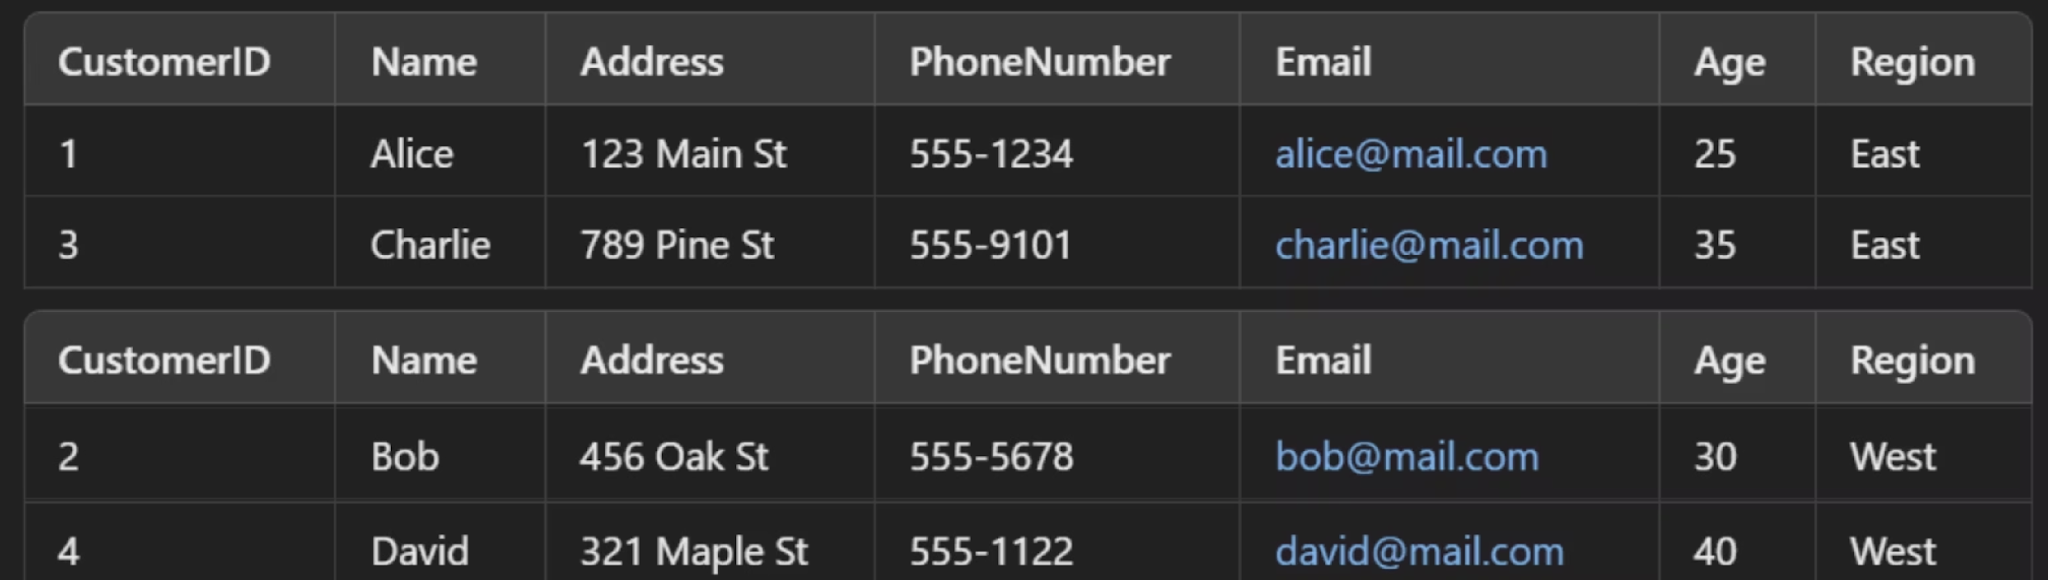 CustomerID Name Address PhoneNumber Email Age Region
1 Alice 123 Main St 555-1234 alice@mail.com 25 East
3 Charlie 789 Pine St 555-9101 charlie@mail.com 35 East
CustomerID Name Address PhoneNumber Email Age Region
2 Bob 456 Oak St 555-5678 bob@mail.com 30 West
4 David 321 Maple St 555-1122 david@mail.com 40 West